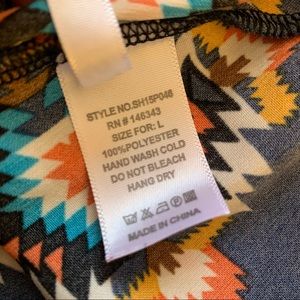 STYLE NO.SH15P046
RN # 146343
SIZE FOR: L
100%POLYESTER
HAND WASH COLD
DO NOT BLEACH
HANG DRY
MADE IN CHINA